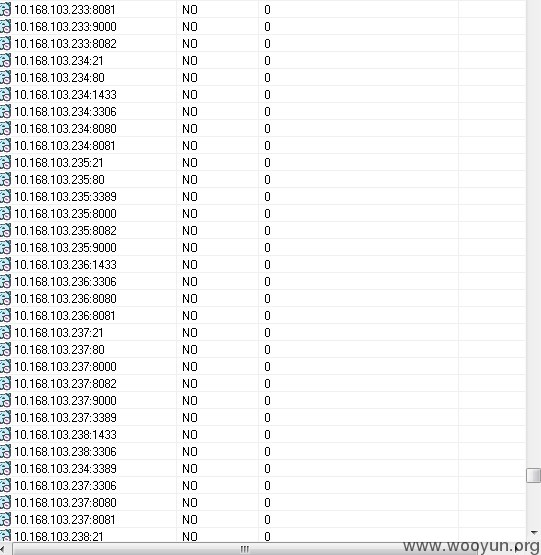 10.168.103.233:8081 NO 0
10.168.103.233:9000 NO 0
10.168.103.233:8082 NO 0
10.168.103.234:21 NO 0
10.168.103.234:80 NO 0
10.168.103.234:1433 NO 0
10.168.103.234:3306 NO 0
10.168.103.234:8080 NO 0
10.168.103.234:8081 NO 0
10.168.103.235:21 NO 0
10.168.103.235:80 NO 0
10.168.103.235:3389 NO 0
10.168.103.235:8000 NO 0
10.168.103.235:8082 NO 0
10.168.103.235:9000 NO 0
10.168.103.236:1433 NO 0
10.168.103.236:3306 NO 0
10.168.103.236:8080 NO 0
10.168.103.236:8081 NO 0
10.168.103.237:21 NO 0
10.168.103.237:80 NO 0
10.168.103.237:8000 NO 0
10.168.103.237:8082 NO 0
10.168.103.237:9000 NO 0
10.168.103.237:3389 NO 0
10.168.103.238:1433 NO 0
10.168.103.238:3306 NO 0
10.168.103.234:3389 NO 0
10.168.103.237:3306 NO 0
10.168.103.237:8080 NO 0
10.168.103.237:8081 NO 0
10.168.103.238:21 NO 0
www.wooyun.org